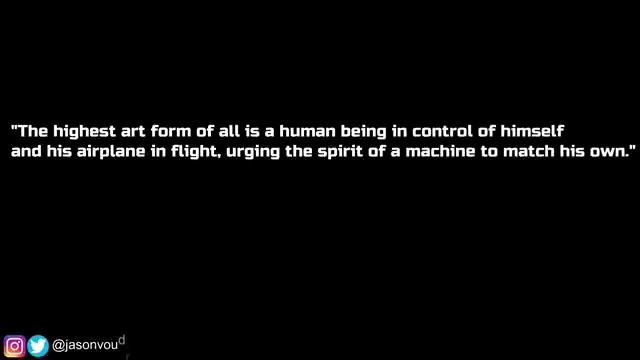 "The highest art form of all is a human being in control of himself
and his airplane in flight, urging the spirit of a machine to match his own."
@jasonvoud